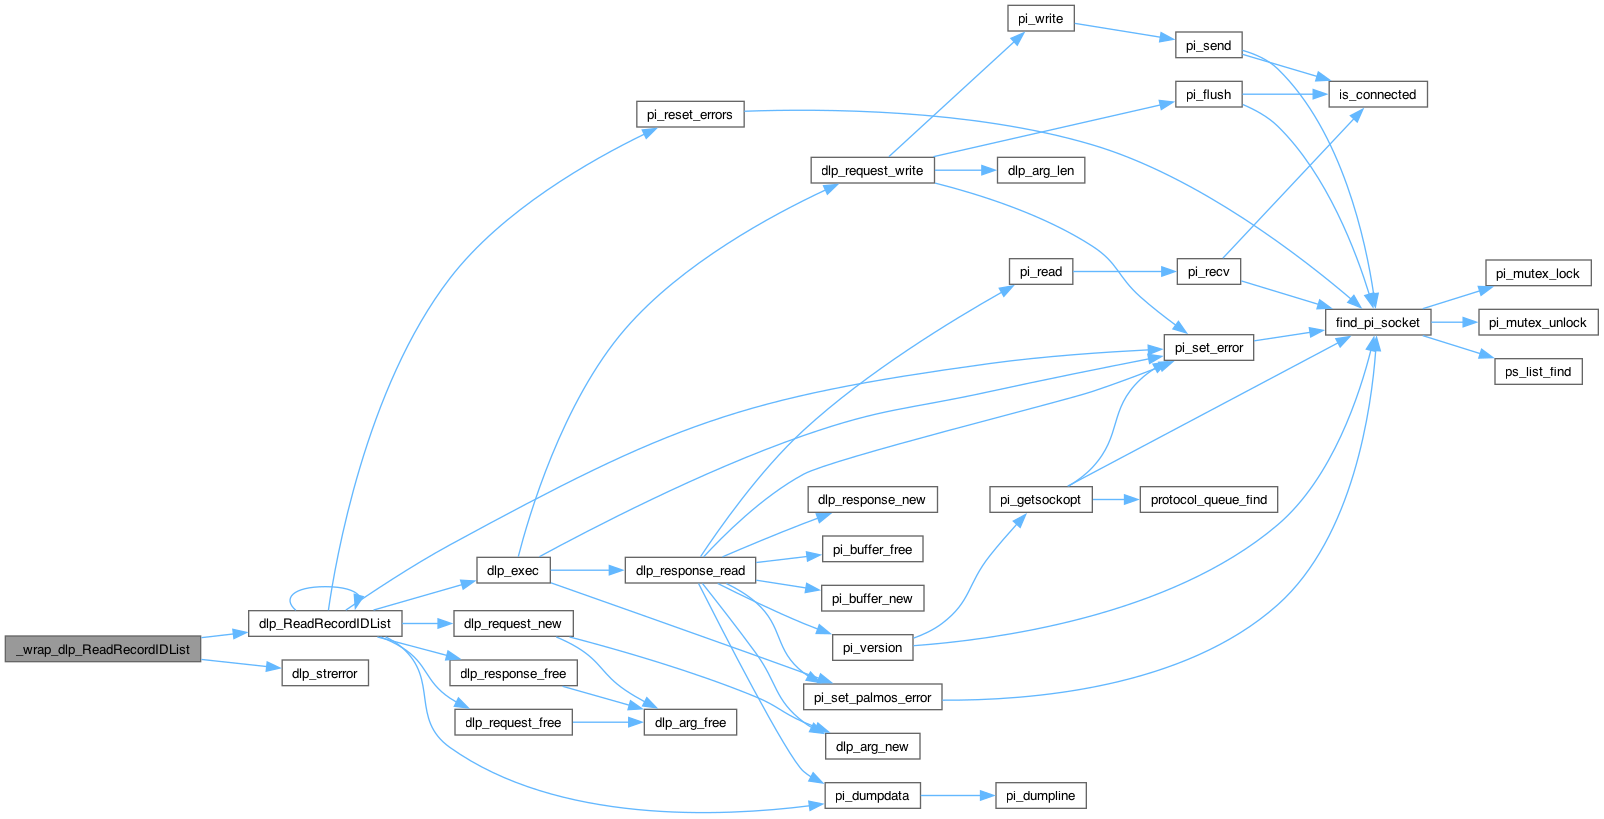 pi_write
pi_send
is_connected
pi_flush
pi_reset_errors
dlp_request_write
dlp_arg_len
pi_read
pi_recv
pi_mutex_lock
find_pi_socket
pi_mutex_unlock
pi_set_error
ps_list_find
dlp_response_new
pi_getsockopt
protocol_queue_find
pi_buffer_free
dlp_exec
dlp_response_read
pi_buffer_new
dlp_ReadRecordIDList
dlp_request_new
_wrap_dlp_ReadRecordIDList
pi_version
dlp_strerror
dlp_response_free
pi_set_palmos_error
dlp_request_free
dlp_arg_free
dlp_arg_new
pi_dumpdata
pi_dumpline